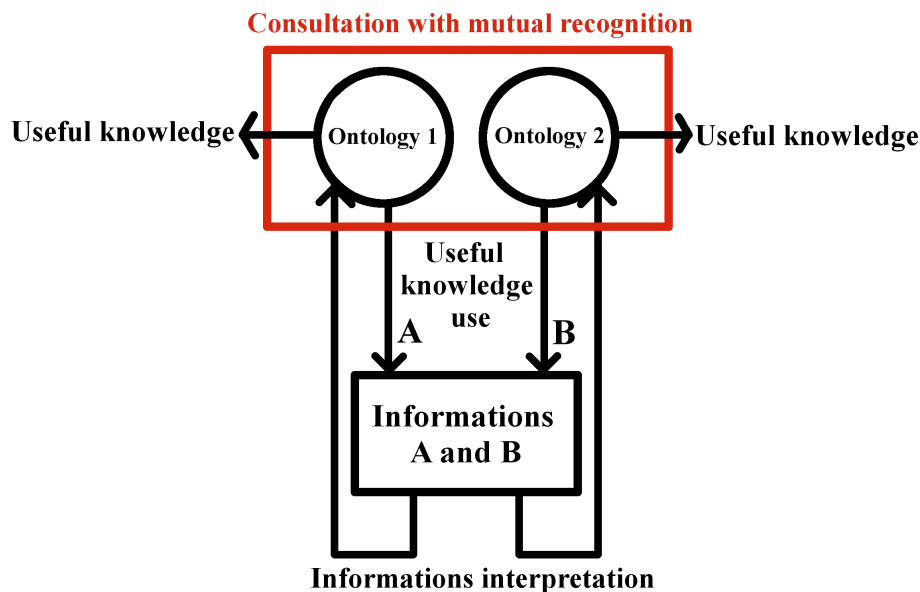 Consultation with mutual recognition
Useful knowledge
Ontology 1
Ontology 2
Useful knowledge
Useful
knowledge
use
A
B
Informations
A and B
Informations interpretation